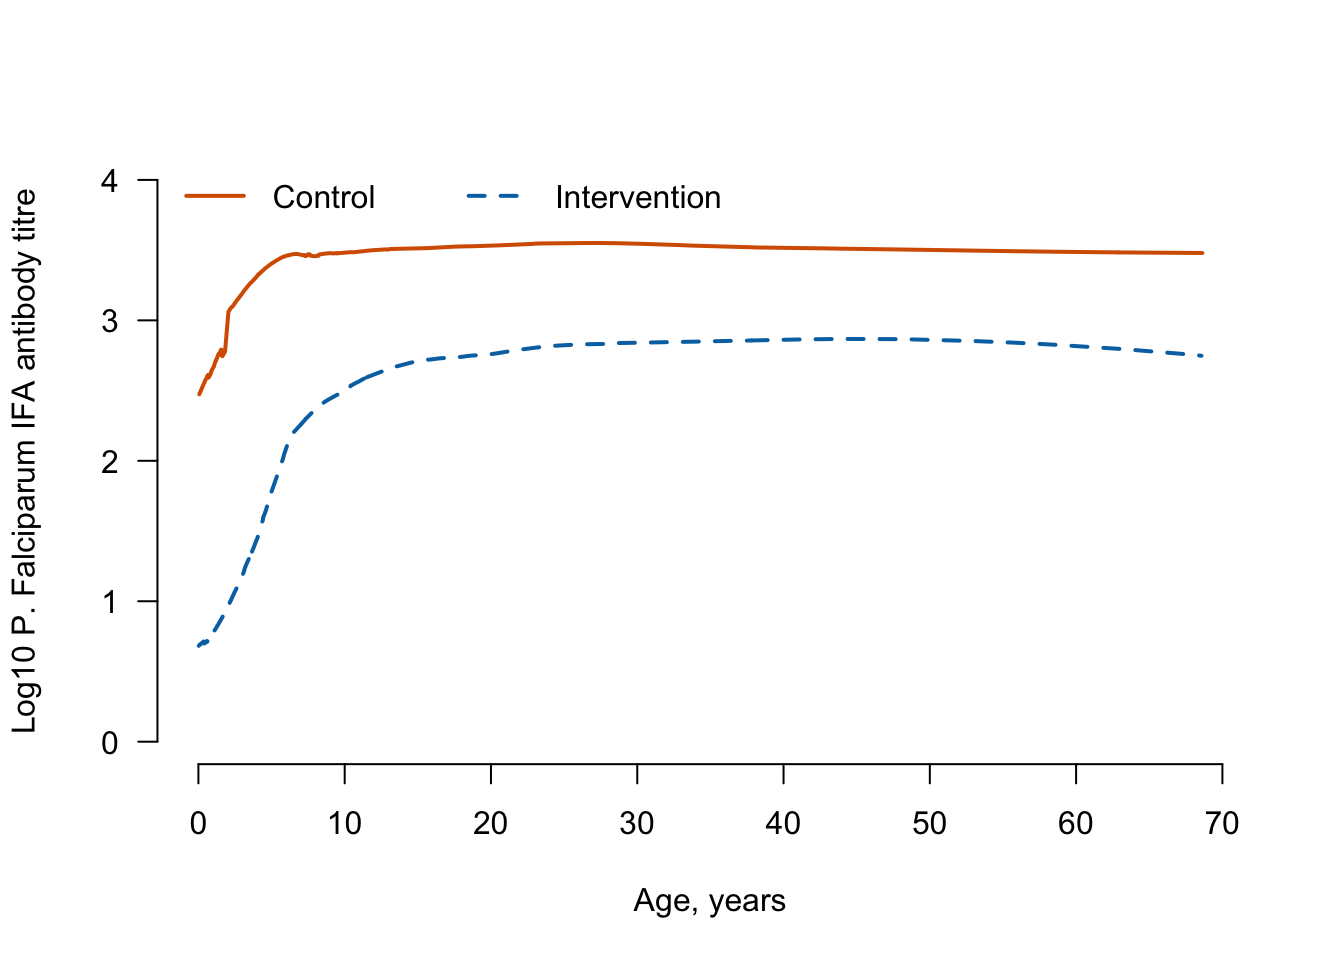 Log10 P. Falciparum IFA antibody titre
4
3
2
1
0
Control
Intervention
0 10 20 30 40 50 60 70
Age, years